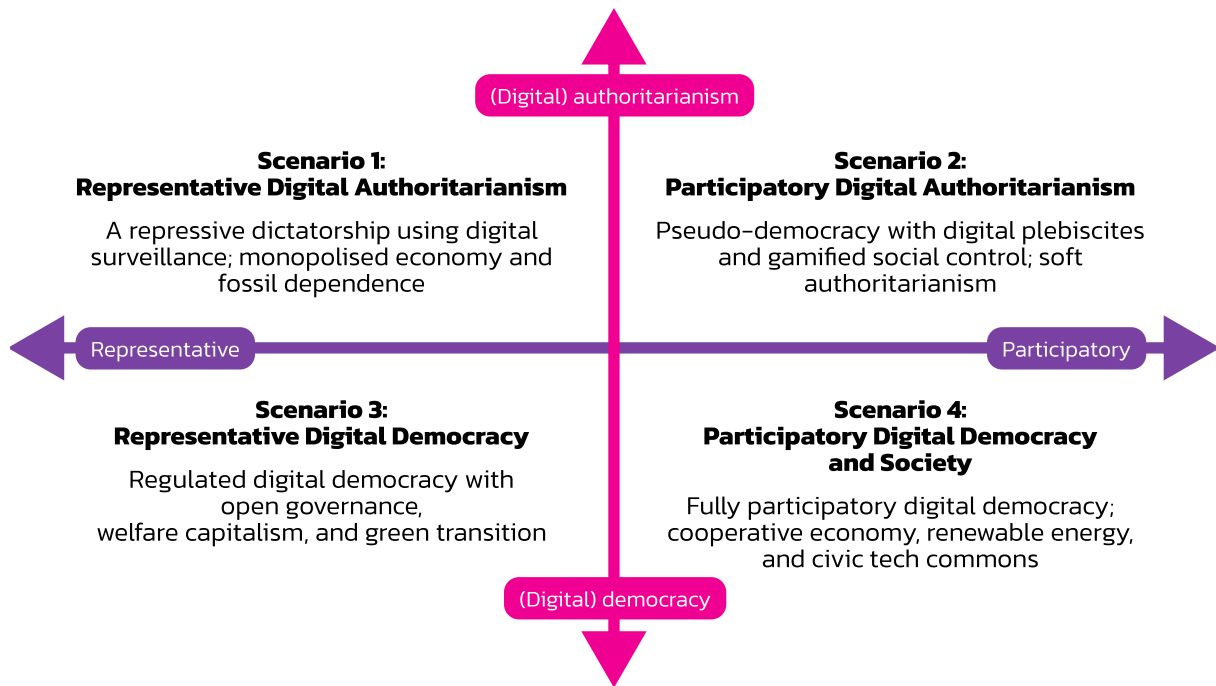 (Digital) authoritarianism
Scenario 1:
Representative Digital Authoritarianism
A repressive dictatorship using digital
surveillance; monopolised economy and
fossil dependence
Scenario 2:
Participatory Digital Authoritarianism
Pseudo-democracy with digital plebiscites
and gamified social control; soft
authoritarianism
Representative
Participatory
Scenario 3:
Representative Digital Democracy
Regulated digital democracy with
open governance,
welfare capitalism, and green transition
Scenario 4:
Participatory Digital Democracy
and Society
Fully participatory digital democracy;
cooperative economy, renewable energy,
and civic tech commons
(Digital) democracy